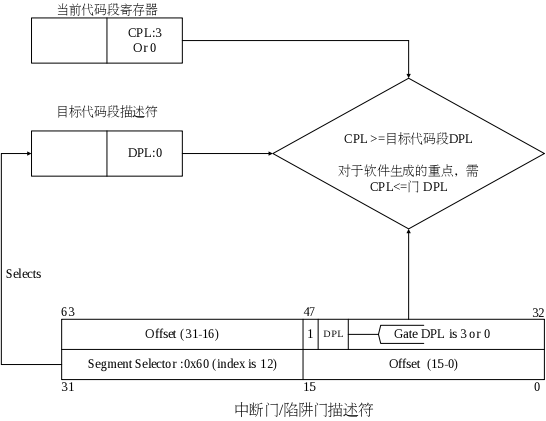 当前代码段寄存器
CPL:3
Or 0
目标代码段描述符
DPL:0
CPL >=目标代码段DPL
对于软件生成的重点，需
CPL<=门 DPL
Selects
63
47
32
Offset (31-16)
1
DPL
Gate DPL is 3 or 0
Segment Selector :0x60 (index is 12)
Offset (15-0)
31
15
0
中断门/陷阱门描述符